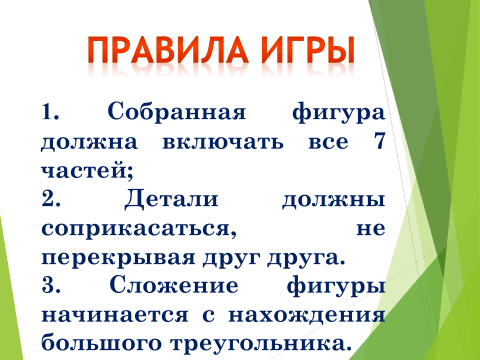 ПРАВИЛА ИГРЫ
1. Собранная фигура
должна включать все 7
частей;
2. Детали должны
соприкасаться, не
перекрывая друг друга.
3. Сложение фигуры
начинается с нахождения
большого треугольника.